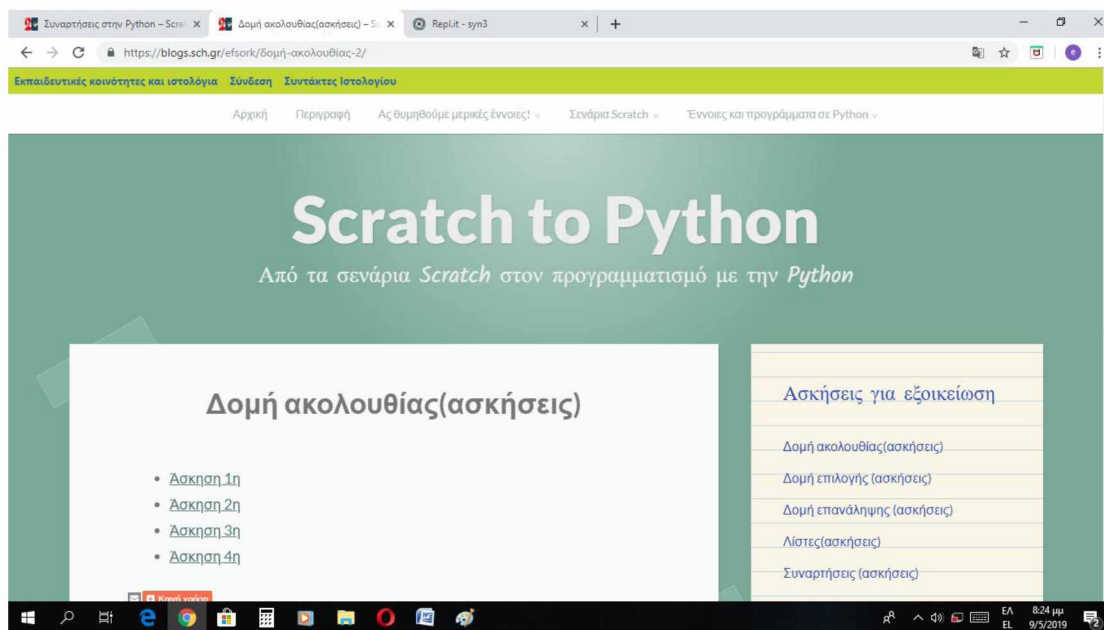 Συναρτήσεις στην Python – Scra
Δομή ακολουθίας(ασκήσεις) – S
Repl.it - syn3
https://blogs.sch.gr/efsork/δομή-ακολουθίας-2/
Εκπαιδευτικές κοινότητες και ιστολόγια Σύνδεση Συντάκτες Ιστολογίου
Αρχική Περιγραφή Ας θυμηθούμε μερικές έννοιες! Σενάρια Scratch Έννοιες και προγράμματα σε Python
Scratch to Python
Από τα σενάρια Scratch στον προγραμματισμό με την Python
Δομή ακολουθίας(ασκήσεις)
• Άσκηση 1η
• Άσκηση 2η
• Άσκηση 3η
• Άσκηση 4η
Κοινή χρήση
Ασκήσεις για εξοικείωση
Δομή ακολουθίας(ασκήσεις)
Δομή επιλογής (ασκήσεις)
Δομή επανάληψης (ασκήσεις)
Λίστες(ασκήσεις)
Συναρτήσεις (ασκήσεις)
ΕΛ
EL
8:24 μμ
9/5/2019
2